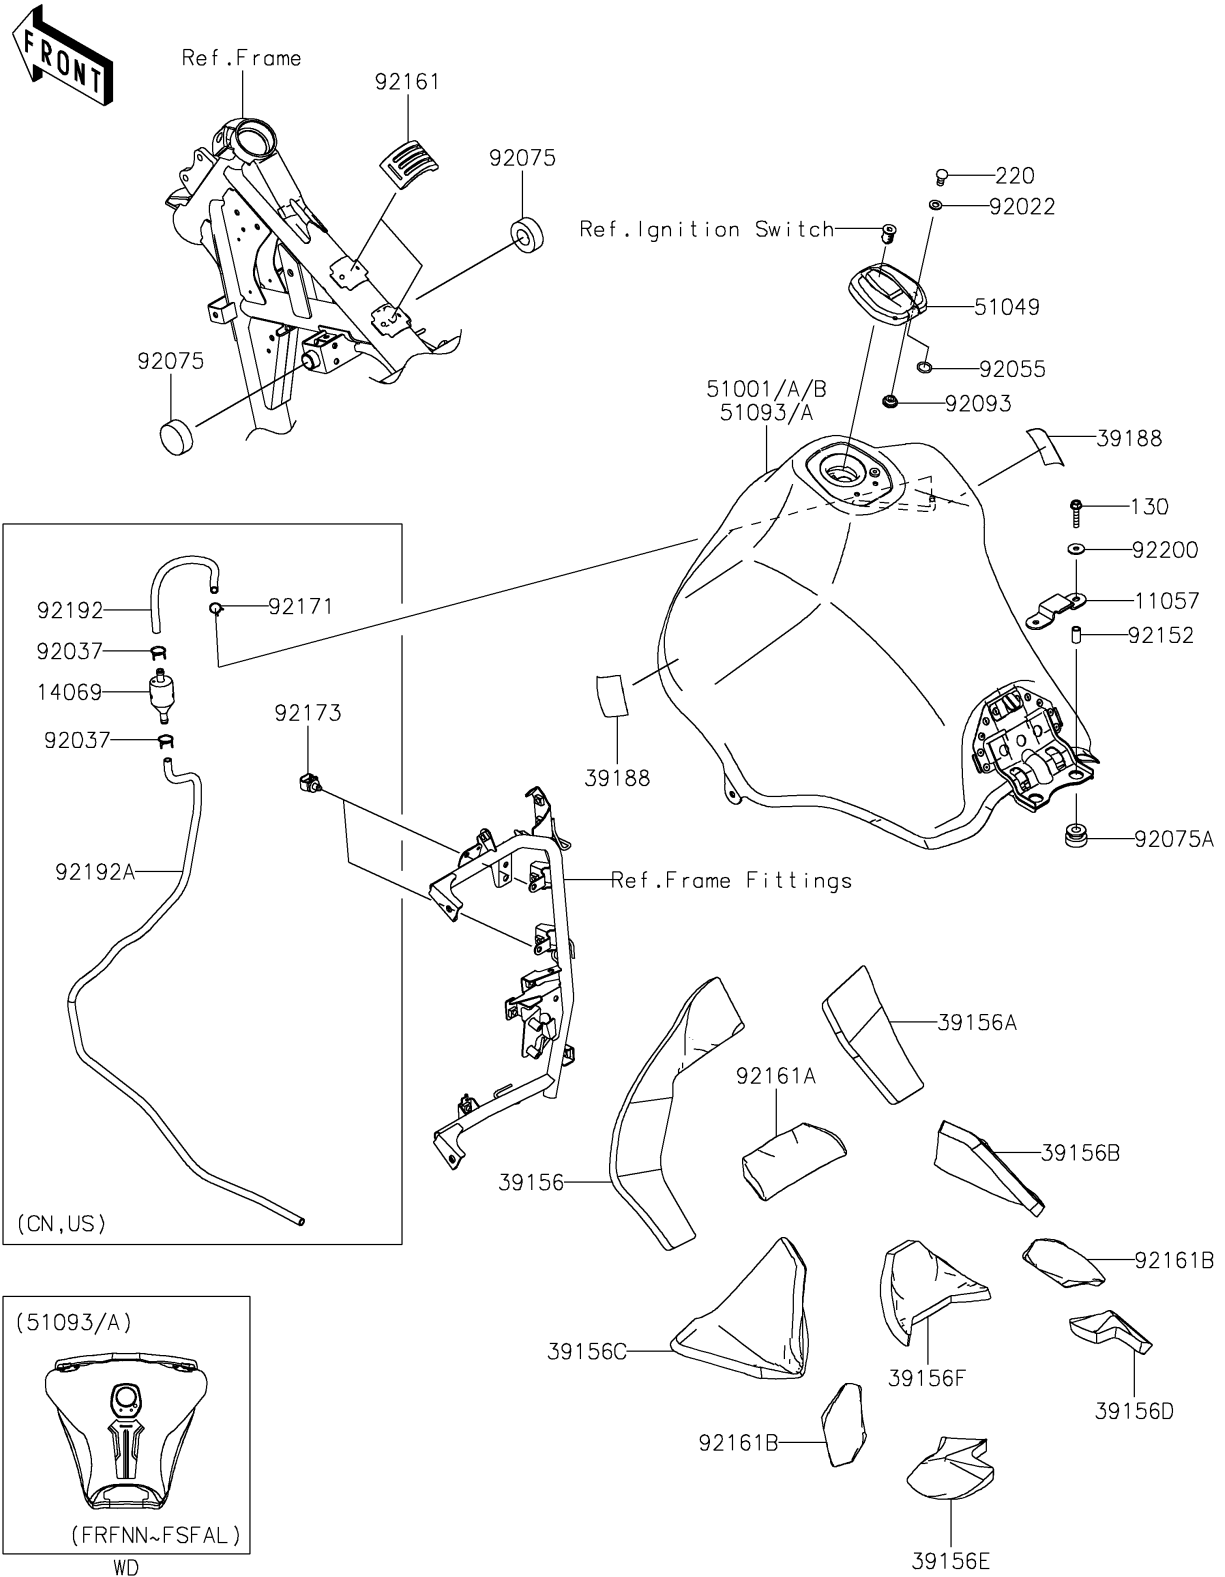 FRONT
Ref.Frame
92161
92075
220
92022
Ref.Ignition Switch
51049
92075
92055
51001/A/B
51093/A
92093
39188
130
92200
92192
92171
11057
92037
92152
14069
92173
92037
39188
92075A
92192A
Ref.Frame Fittings
39156A
92161A
39156B
39156
(CN,US)
92161B
(51093/A)
39156C
39156F
39156D
92161B
(FRFNN~FSFAL)
39156E
WD